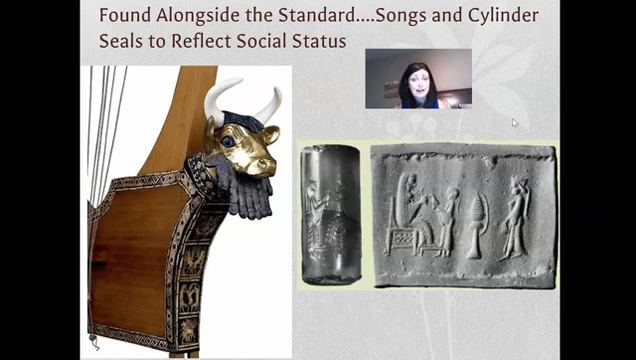 Found Alongside the Standard....Songs and Cylinder
Seals to Reflect Social Status